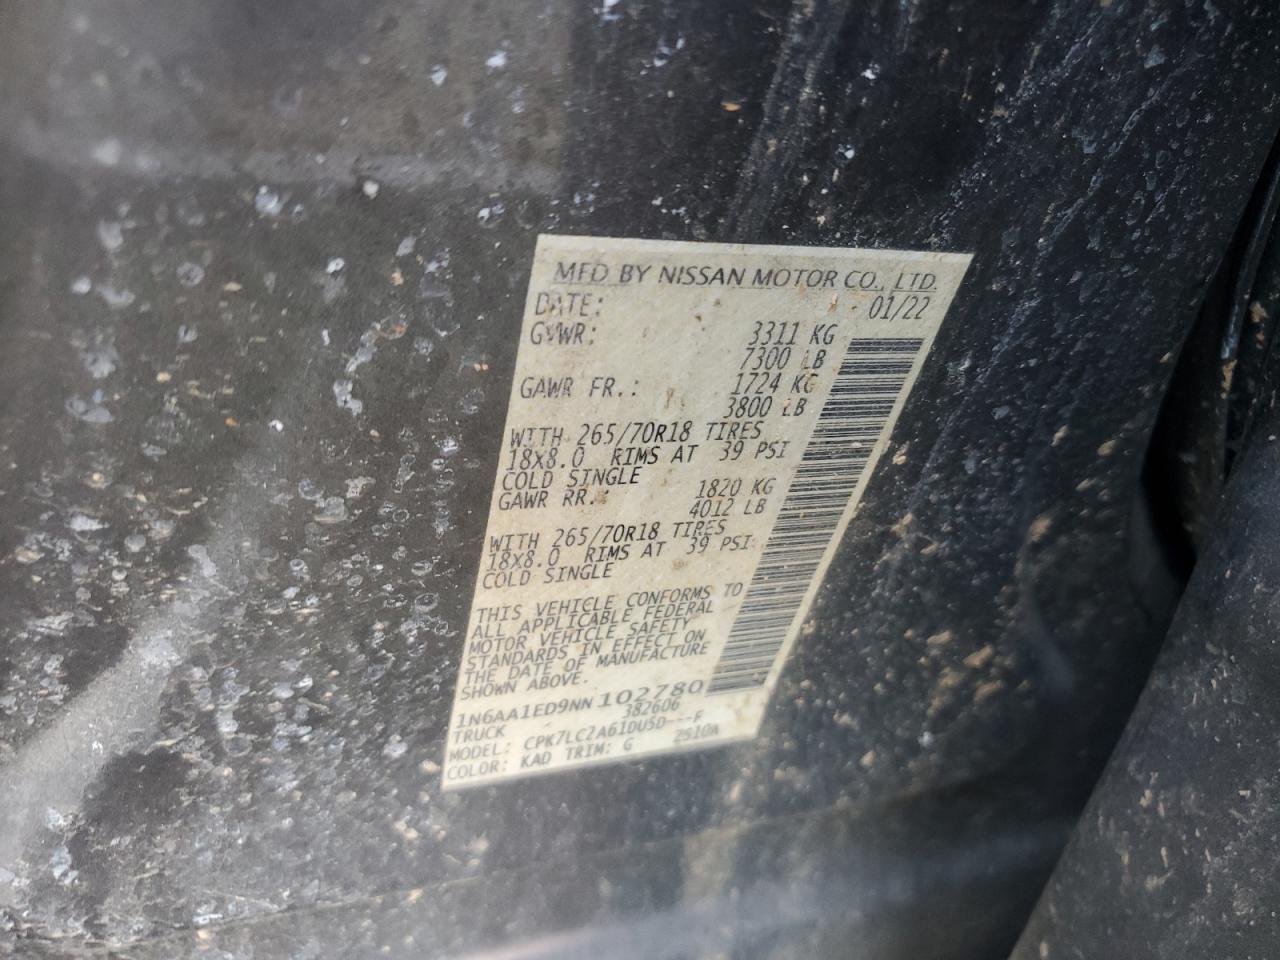 MFD BY NISSAN MOTOR CO., LTD.
DATE: 01/22
GVWR: 3311 KG
7300 LB
GAWR FR.: 1724 KG
3800 LB
WITH 265/70R18 TIRES
18X8.0 RIMS AT 39 PSI
COLD SINGLE
GAWR RR.: 1820 KG
4012 LB
WITH 265/70R18 TIRES
18X8.0 RIMS AT 39 PSI
COLD SINGLE
THIS VEHICLE CONFORMS TO
ALL APPLICABLE FEDERAL
MOTOR VEHICLE SAFETY
STANDARDS IN EFFECT ON
THE DATE OF MANUFACTURE
SHOWN ABOVE.
1N6AA1ED9NN102780
TRUCK 382606
MODEL: CPK7LCZA61DU5D---F
COLOR: KAD TRIM: G